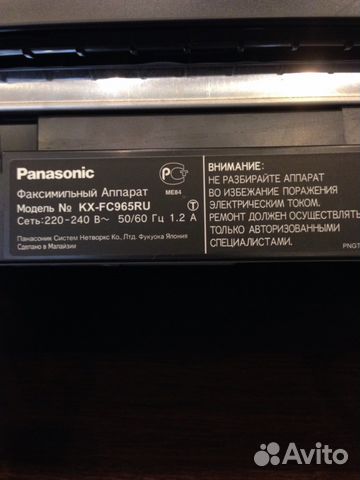 Panasonic
Факсимильный Аппарат
Модель № KX-FC965RU
Сеть:220-240 В~ 50/60 Гц 1.2 А
Панасоник Систем Нетворкс Ко., Лтд. Фукуока Япония
Сделано в Малайзии
РС
ME84
ВНИМАНИЕ:
НЕ РАЗБИРАЙТЕ АППАРАТ
ВО ИЗБЕЖАНИЕ ПОРАЖЕНИЯ
ЭЛЕКТРИЧЕСКИМ ТОКОМ.
РЕМОНТ ДОЛЖЕН ОСУЩЕСТВЛЯТЬ
ТОЛЬКО АВТОРИЗОВАННЫМИ
СПЕЦИАЛИСТАМИ.
PNGT
Avito